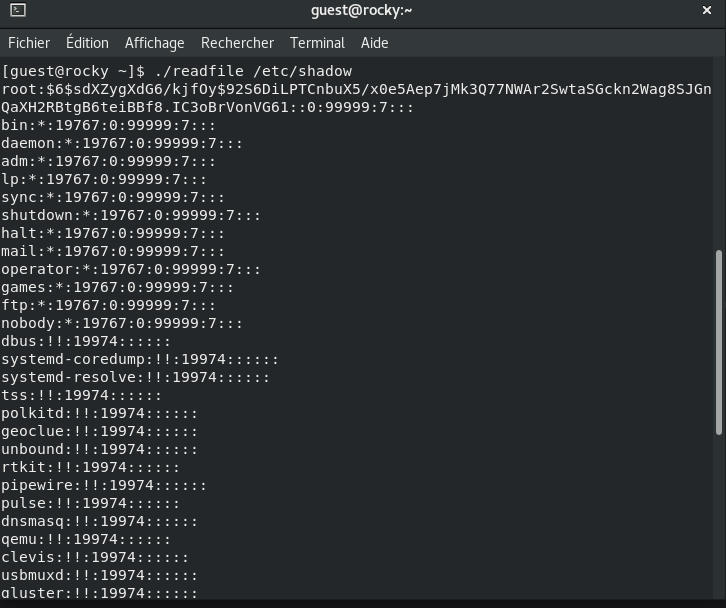 guest@rocky:~
Fichier Édition Affichage Rechercher Terminal Aide
[guest@rocky ~]$ ./readfile /etc/shadow
root:$6$sdXZygXdG6/kjfOy$92S6DiLPTCnbuX5/x0e5Aep7jMk3Q77NWAr2SwtaSGckn2Wag8SJGn
QaXH2RBtgB6teiBBf8.IC3oBrVonVG61::0:99999:7:::
bin:*:19767:0:99999:7:::
daemon:*:19767:0:99999:7:::
adm:*:19767:0:99999:7:::
lp:*:19767:0:99999:7:::
sync:*:19767:0:99999:7:::
shutdown:*:19767:0:99999:7:::
halt:*:19767:0:99999:7:::
mail:*:19767:0:99999:7:::
operator:*:19767:0:99999:7:::
games:*:19767:0:99999:7:::
ftp:*:19767:0:99999:7:::
nobody:*:19767:0:99999:7:::
dbus:!!:19974::::::
systemd-coredump:!!:19974::::::
systemd-resolve:!!:19974::::::
tss:!!:19974::::::
polkitd:!!:19974::::::
geoclue:!!:19974::::::
unbound:!!:19974::::::
rtkit:!!:19974::::::
pipewire:!!:19974::::::
pulse:!!:19974::::::
dnsmasq:!!:19974::::::
qemu:!!:19974::::::
clevis:!!:19974::::::
usbmuxd:!!:19974::::::
gluster:!!:19974::::::